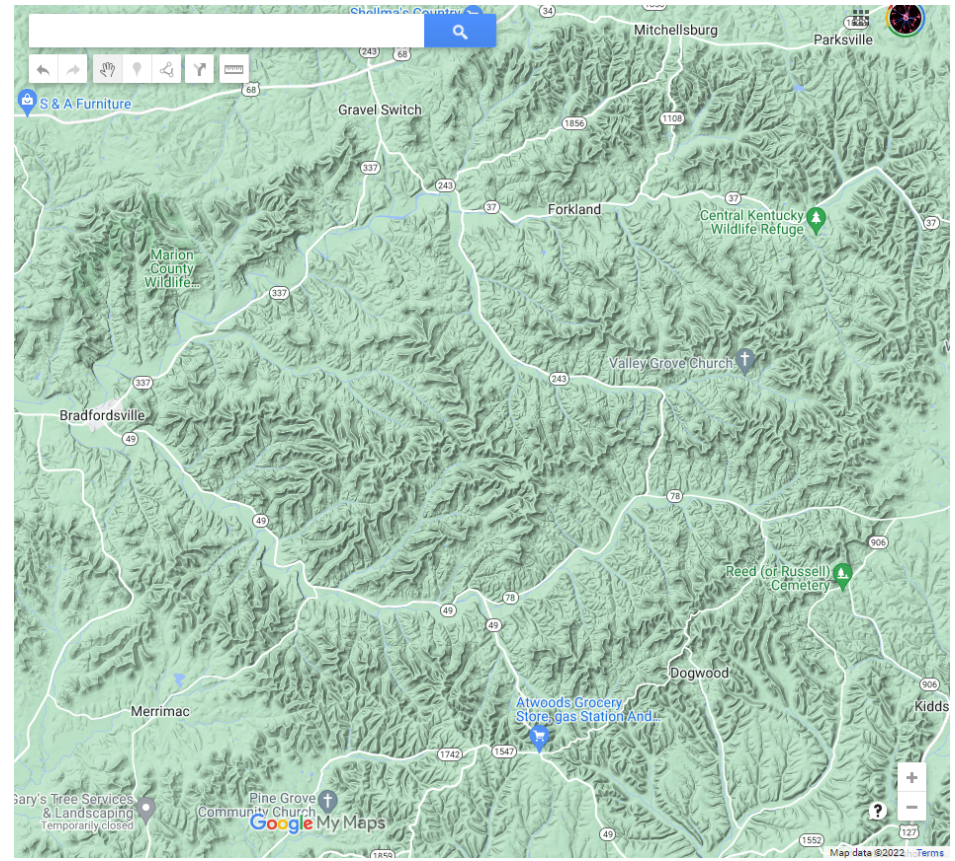 Shellma's Country
34
Mitchellsburg
Parksville
243
68
68
S & A Furniture
Gravel Switch
1856
1108
337
243
37
37
Forkland
Central Kentucky
Wildlife Refuge
37
Marion
County
Wildlife...
337
Valley Grove Church
243
337
Bradfordsville
49
78
49
906
Reed (or Russell)
Cemetery
78
49
49
Dogwood
906
Atwoods Grocery
Store, gas Station And...
Kidds
Merrimac
1742
1547
Gary's Tree Services
& Landscaping
Temporarily closed
Pine Grove
Community Church
Google My Maps
+
−
?
49
1552
127
1859
Map data ©2022
Terms